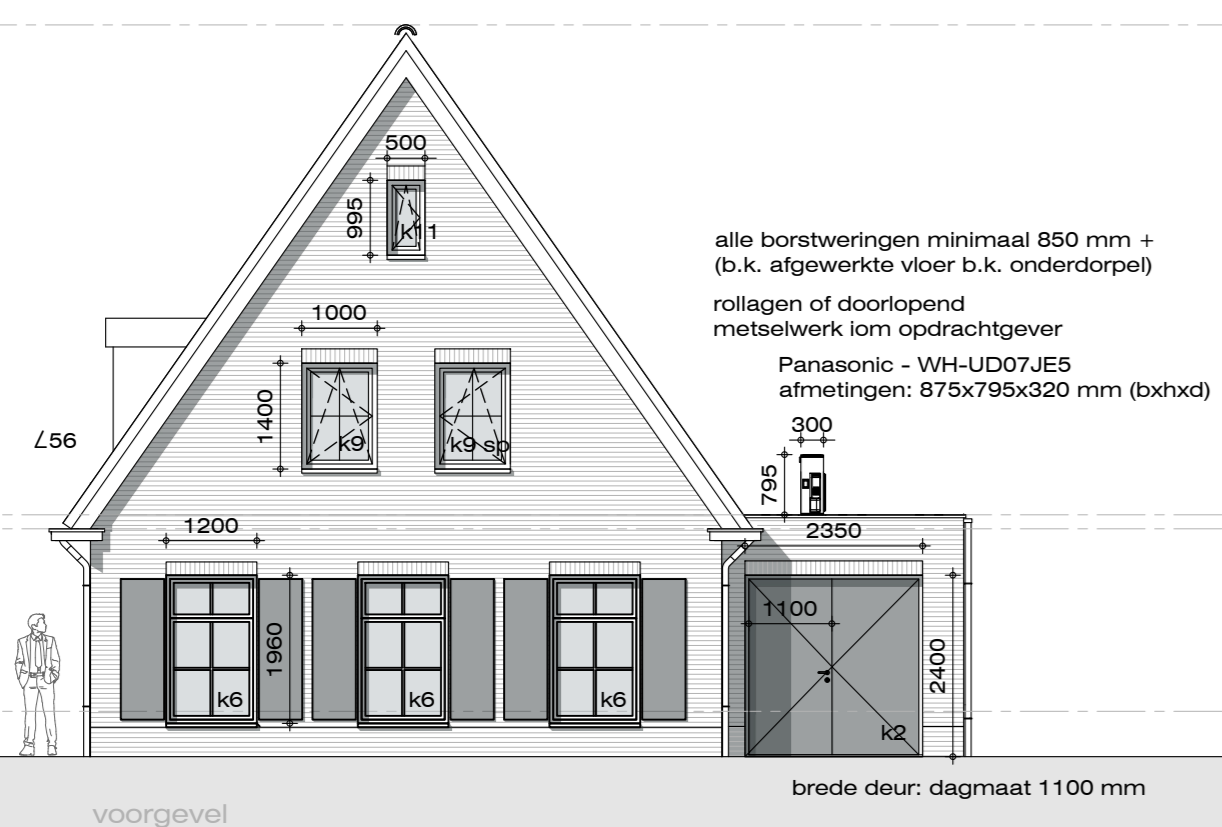 500
995
k11
alle borstweringen minimaal 850 mm +
(b.k. afgewerkte vloer b.k. onderdorpel)
rollagen of doorlopend
metselwerk iom opdrachtgever
1000
Panasonic - WH-UD07JE5
afmetingen: 875x795x320 mm (bxhxd)
1400
300
∠56
k9
k9 sp
795
1200
2350
1100
1960
2400
k6
k6
k6
k2
brede deur: dagmaat 1100 mm
voorgevel